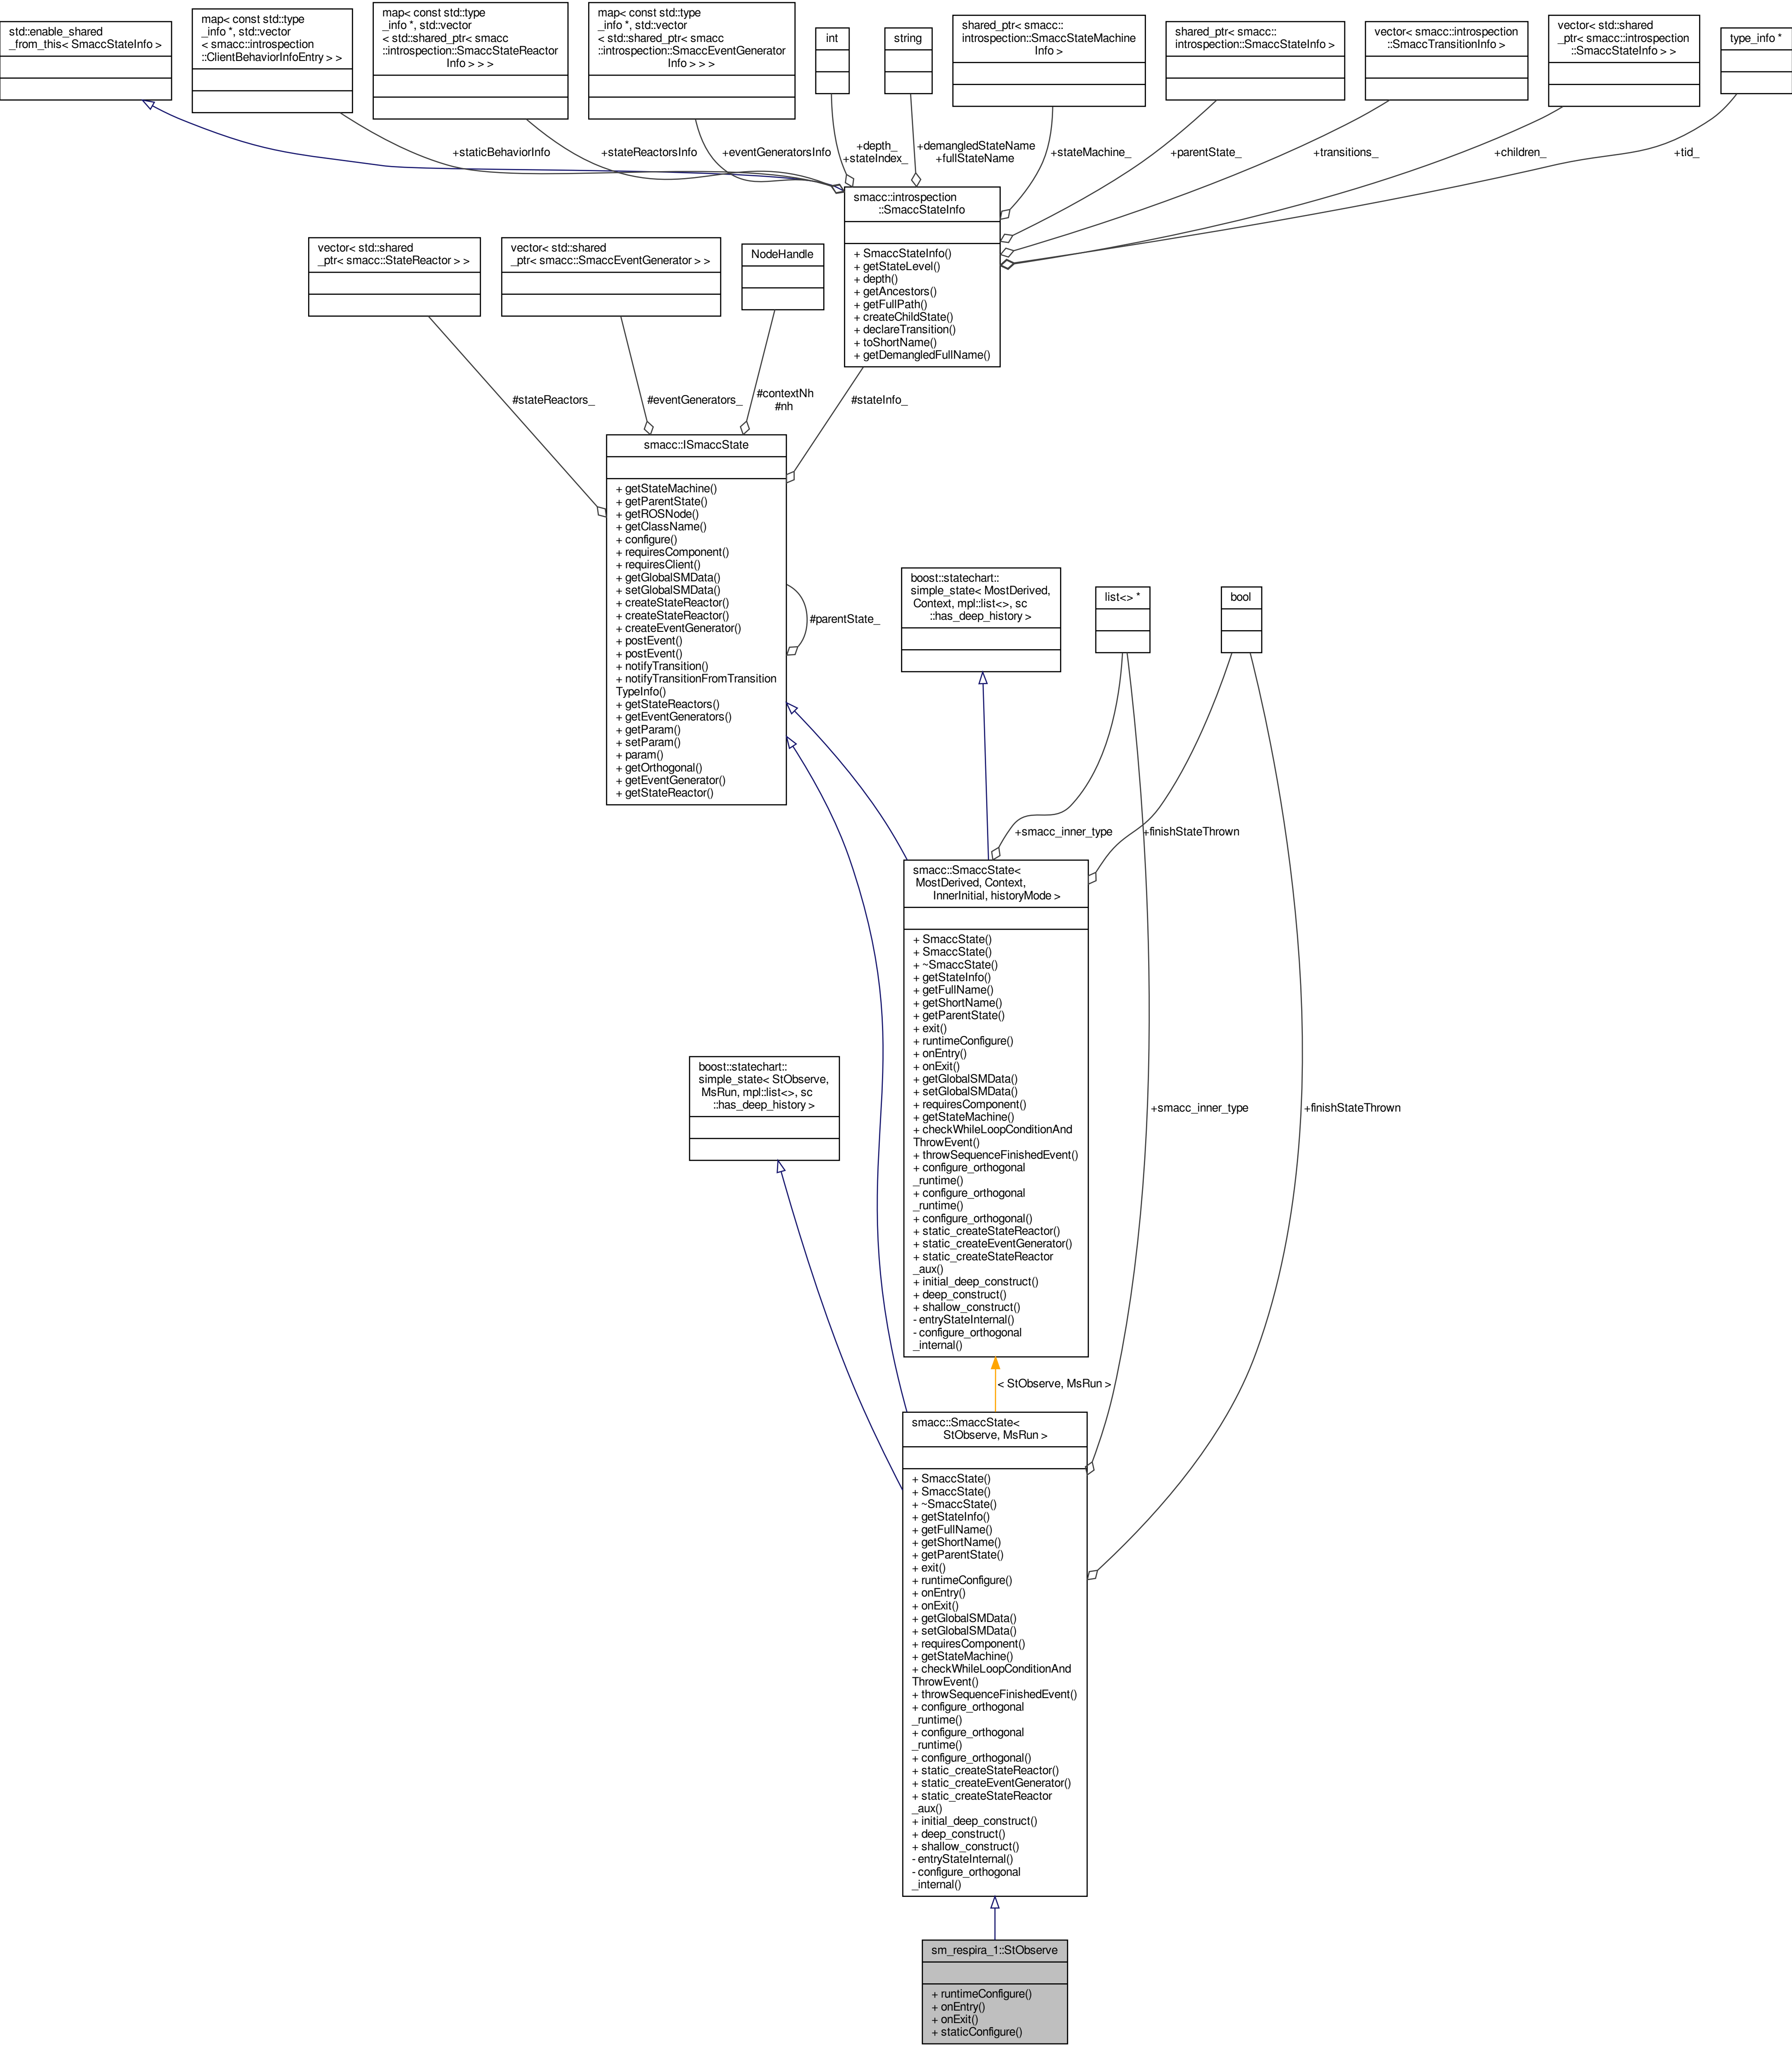 std::enable_shared
_from_this< SmaccStateInfo >
map< const std::type
_info *, std::vector
< smacc::introspection
::ClientBehaviorInfoEntry > >
map< const std::type
_info *, std::vector
< std::shared_ptr< smacc
::introspection::SmaccStateReactor
Info > > >
map< const std::type
_info *, std::vector
< std::shared_ptr< smacc
::introspection::SmaccEventGenerator
Info > > >
int
string
shared_ptr< smacc::
introspection::SmaccStateMachine
Info >
shared_ptr< smacc::
introspection::SmaccStateInfo >
vector< smacc::introspection
::SmaccTransitionInfo >
vector< std::shared
_ptr< smacc::introspection
::SmaccStateInfo > >
type_info *
+staticBehaviorInfo
+stateReactorsInfo
+eventGeneratorsInfo
+depth_
+stateIndex_
+demangledStateName
+fullStateName
+stateMachine_
+parentState_
+transitions_
+children_
+tid_
smacc::introspection
::SmaccStateInfo
+ SmaccStateInfo()
+ getStateLevel()
+ depth()
+ getAncestors()
+ getFullPath()
+ createChildState()
+ declareTransition()
+ toShortName()
+ getDemangledFullName()
vector< std::shared
_ptr< smacc::StateReactor > >
vector< std::shared
_ptr< smacc::SmaccEventGenerator > >
NodeHandle
#stateReactors_
#eventGenerators_
#contextNh
#nh
#stateInfo_
smacc::ISmaccState
+ getStateMachine()
+ getParentState()
+ getROSNode()
+ getClassName()
+ configure()
+ requiresComponent()
+ requiresClient()
+ getGlobalSMData()
+ setGlobalSMData()
+ createStateReactor()
+ createStateReactor()
+ createEventGenerator()
+ postEvent()
+ postEvent()
+ notifyTransition()
+ notifyTransitionFromTransition
TypeInfo()
+ getStateReactors()
+ getEventGenerators()
+ getParam()
+ setParam()
+ param()
+ getOrthogonal()
+ getEventGenerator()
+ getStateReactor()
#parentState_
boost::statechart::
simple_state< MostDerived,
Context, mpl::list<>, sc
::has_deep_history >
list<> *
bool
+smacc_inner_type
+finishStateThrown
smacc::SmaccState<
MostDerived, Context,
InnerInitial, historyMode >
+ SmaccState()
+ SmaccState()
+ ~SmaccState()
+ getStateInfo()
+ getFullName()
+ getShortName()
+ getParentState()
+ exit()
+ runtimeConfigure()
+ onEntry()
+ onExit()
+ getGlobalSMData()
+ setGlobalSMData()
+ requiresComponent()
+ getStateMachine()
+ checkWhileLoopConditionAnd
ThrowEvent()
+ throwSequenceFinishedEvent()
+ configure_orthogonal
_runtime()
+ configure_orthogonal
_runtime()
+ configure_orthogonal()
+ static_createStateReactor()
+ static_createEventGenerator()
+ static_createStateReactor
_aux()
+ initial_deep_construct()
+ deep_construct()
+ shallow_construct()
- entryStateInternal()
- configure_orthogonal
_internal()
boost::statechart::
simple_state< StObserve,
MsRun, mpl::list<>, sc
::has_deep_history >
+smacc_inner_type
+finishStateThrown
< StObserve, MsRun >
smacc::SmaccState<
StObserve, MsRun >
+ SmaccState()
+ SmaccState()
+ ~SmaccState()
+ getStateInfo()
+ getFullName()
+ getShortName()
+ getParentState()
+ exit()
+ runtimeConfigure()
+ onEntry()
+ onExit()
+ getGlobalSMData()
+ setGlobalSMData()
+ requiresComponent()
+ getStateMachine()
+ checkWhileLoopConditionAnd
ThrowEvent()
+ throwSequenceFinishedEvent()
+ configure_orthogonal
_runtime()
+ configure_orthogonal
_runtime()
+ configure_orthogonal()
+ static_createStateReactor()
+ static_createEventGenerator()
+ static_createStateReactor
_aux()
+ initial_deep_construct()
+ deep_construct()
+ shallow_construct()
- entryStateInternal()
- configure_orthogonal
_internal()
sm_respira_1::StObserve
+ runtimeConfigure()
+ onEntry()
+ onExit()
+ staticConfigure()